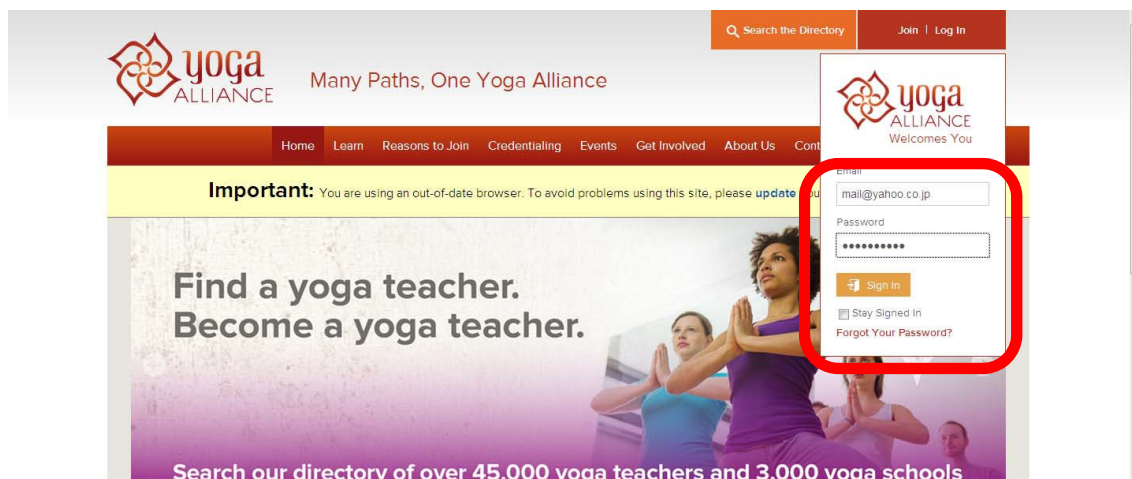 Search the Directory
Join | Log In
yoga
ALLIANCE
Many Paths, One Yoga Alliance
yoga
ALLIANCE
Welcomes You
Home Learn Reasons to Join Credentialing Events Get Involved About Us Cont
Important: You are using an out-of-date browser. To avoid problems using this site, please update
Email
mail@yahoo.co.jp
Password
••••••••••
Sign In
Stay Signed In
Forgot Your Password?
Find a yoga teacher.
Become a yoga teacher.
Search our directory of over 45,000 yoga teachers and 3,000 yoga schools